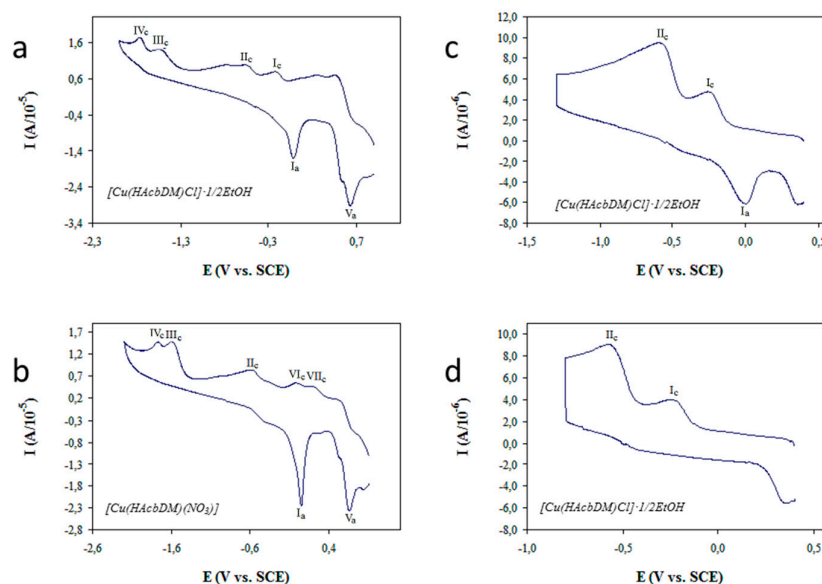 a
IVc
IIIc
IIc
Ic
1,6
0,6
-0,4
-1,4
-2,4
-3,4
I (A/10⁻⁵)
Ia
Va
[Cu(HAcbDM)Cl]·1/2EtOH
-2,3 -1,3 -0,3 0,7
E (V vs. SCE)
c
IIc
Ic
10,0
8,0
6,0
4,0
2,0
0,0
-2,0
-4,0
-6,0
-8,0
I (A/10⁻⁶)
Ia
[Cu(HAcbDM)Cl]·1/2EtOH
-1,5 -1,0 -0,5 0,0 0,5
E (V vs. SCE)
b
IVc IIIc
IIc
VIc VIIc
1,7
1,2
0,7
0,2
-0,3
-0,8
-1,3
-1,8
-2,3
-2,8
I (A/10⁻⁵)
Ia
Va
[Cu(HAcbDM)(NO₃)]
-2,6 -1,6 -0,6 0,4
E (V vs. SCE)
d
IIc
Ic
10,0
8,0
6,0
4,0
2,0
0,0
-2,0
-4,0
-6,0
-8,0
I (A/10⁻⁶)
[Cu(HAcbDM)Cl]·1/2EtOH
-1,0 -0,5 0,0 0,5
E (V vs. SCE)